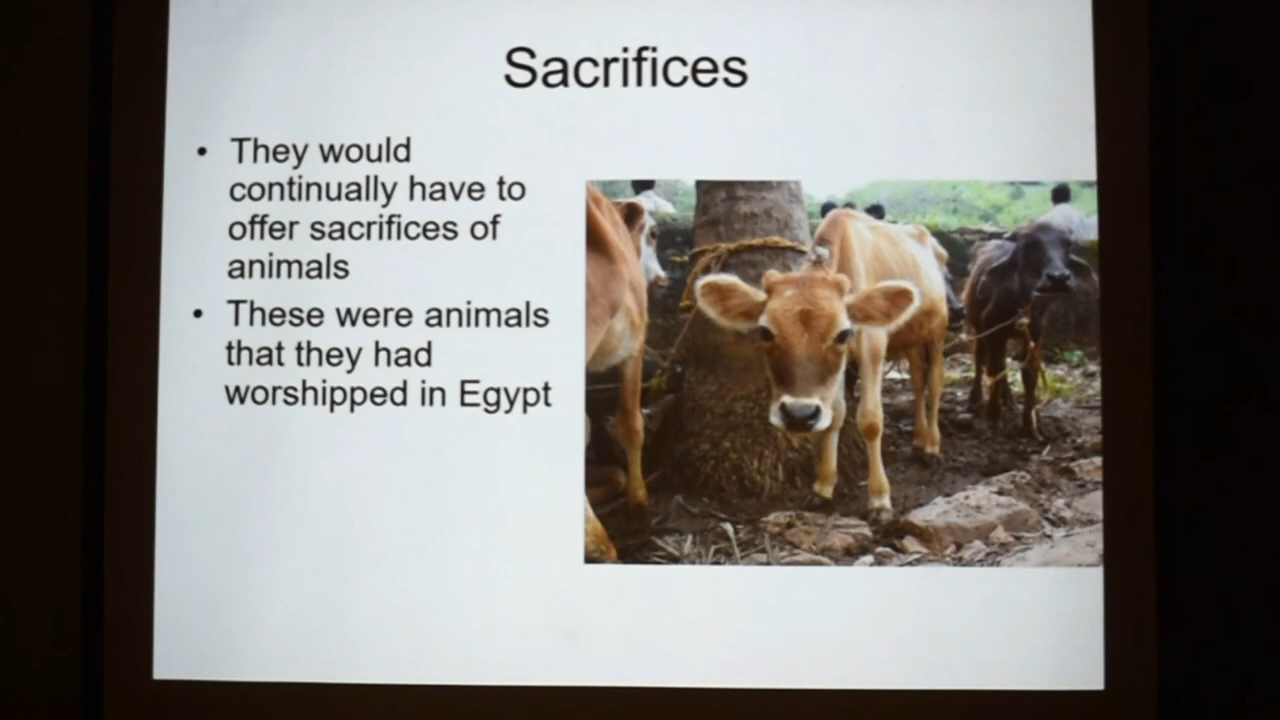 Sacrifices
• They would
continually have to
offer sacrifices of
animals
• These were animals
that they had
worshipped in Egypt